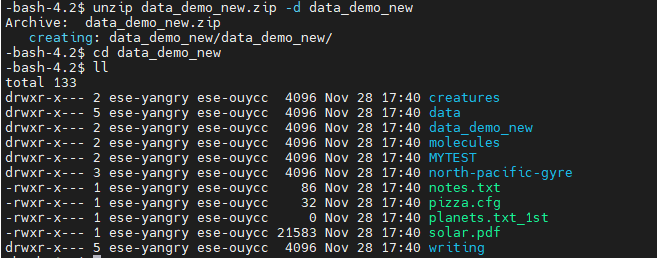 -bash-4.2$ unzip data_demo_new.zip -d data_demo_new
Archive:  data_demo_new.zip
   creating: data_demo_new/data_demo_new/
-bash-4.2$ cd data_demo_new
-bash-4.2$ ll
total 133
drwxr-x--- 2 ese-yangry ese-ouycc  4096 Nov 28 17:40 creatures
drwxr-x--- 5 ese-yangry ese-ouycc  4096 Nov 28 17:40 data
drwxr-x--- 2 ese-yangry ese-ouycc  4096 Nov 28 17:40 data_demo_new
drwxr-x--- 2 ese-yangry ese-ouycc  4096 Nov 28 17:40 molecules
drwxr-x--- 2 ese-yangry ese-ouycc  4096 Nov 28 17:40 MYTEST
drwxr-x--- 3 ese-yangry ese-ouycc  4096 Nov 28 17:40 north-pacific-gyre
-rwxr-x--- 1 ese-yangry ese-ouycc    86 Nov 28 17:40 notes.txt
-rwxr-x--- 1 ese-yangry ese-ouycc    32 Nov 28 17:40 pizza.cfg
-rwxr-x--- 1 ese-yangry ese-ouycc     0 Nov 28 17:40 planets.txt_1st
-rwxr-x--- 1 ese-yangry ese-ouycc 21583 Nov 28 17:40 solar.pdf
drwxr-x--- 5 ese-yangry ese-ouycc  4096 Nov 28 17:40 writing